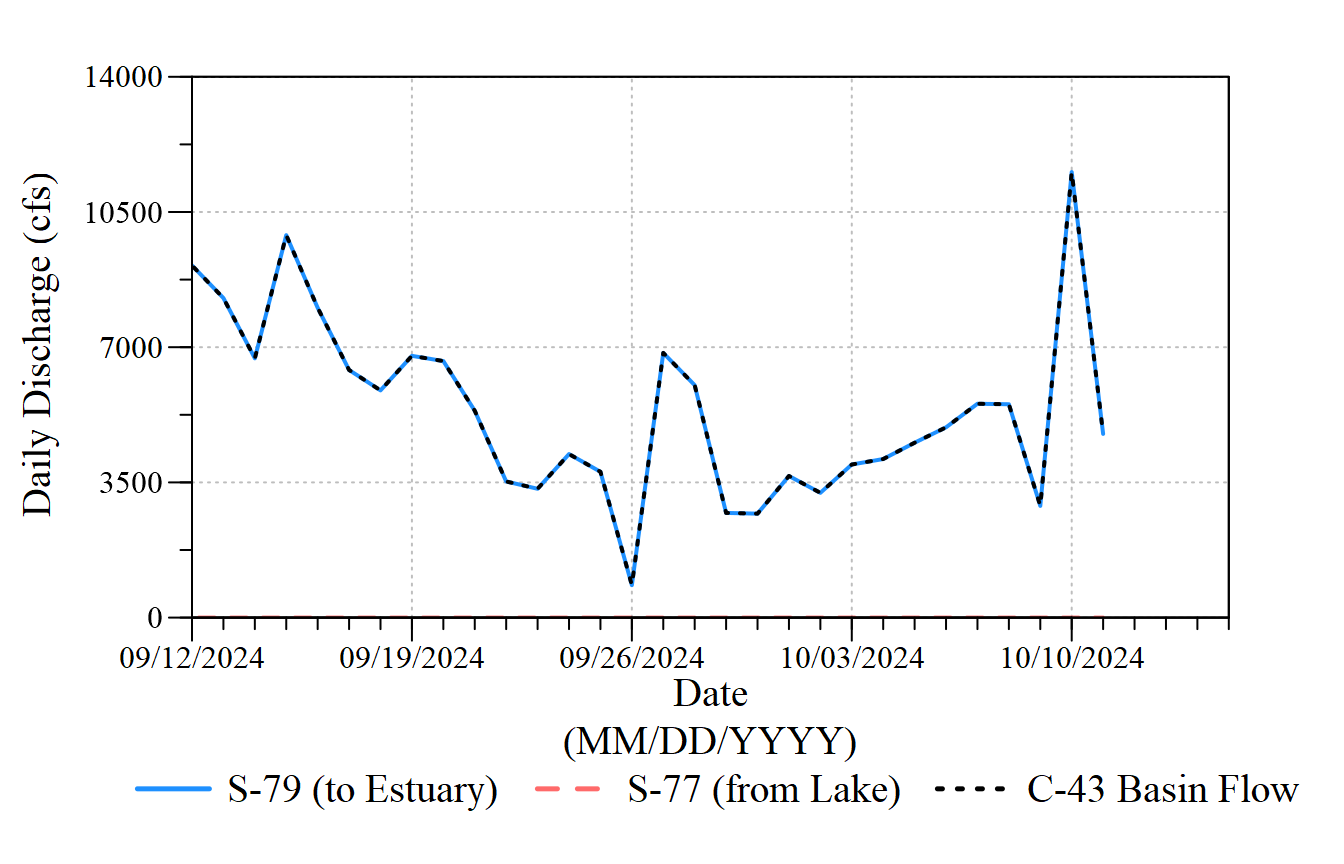 14000
10500
7000
3500
0
Daily Discharge (cfs)
09/12/2024 09/19/2024 09/26/2024 10/03/2024 10/10/2024
Date
(MM/DD/YYYY)
S-79 (to Estuary) S-77 (from Lake) C-43 Basin Flow